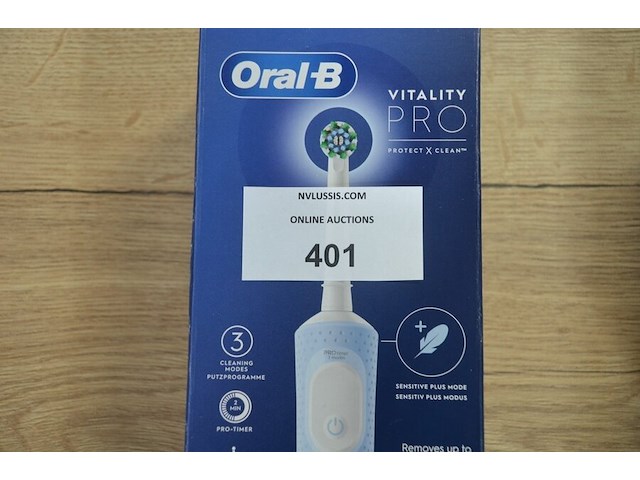 Oral-B
VITALITY
PRO
PROTECT X CLEAN™
NVLUSSIS.COM
ONLINE AUCTIONS
401
3
CLEANING
MODES
PUTZPROGRAMME
2
MIN
PRO-TIMER
SENSITIVE PLUS MODE
SENSITIV PLUS MODUS
Removes up to